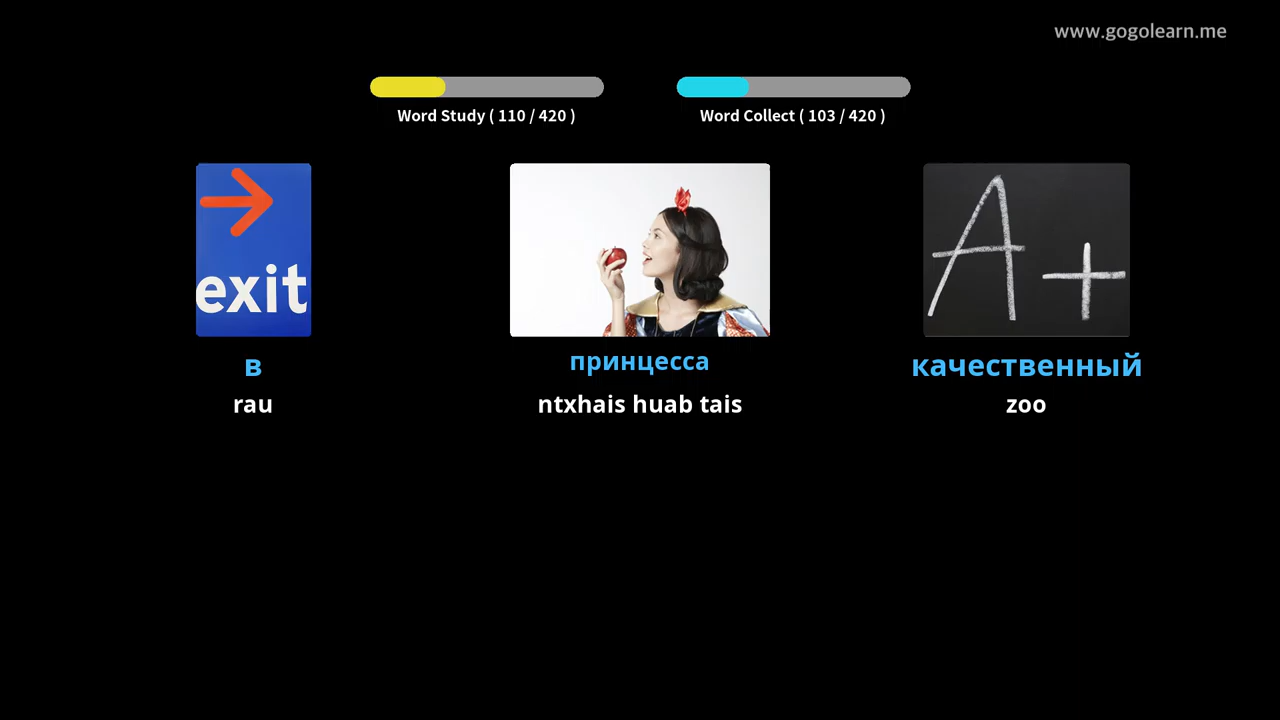 www.gogolearn.me
Word Study ( 110 / 420 )
Word Collect ( 103 / 420 )
exit
A+
в
принцесса
качественный
rau
ntxhais huab tais
zoo